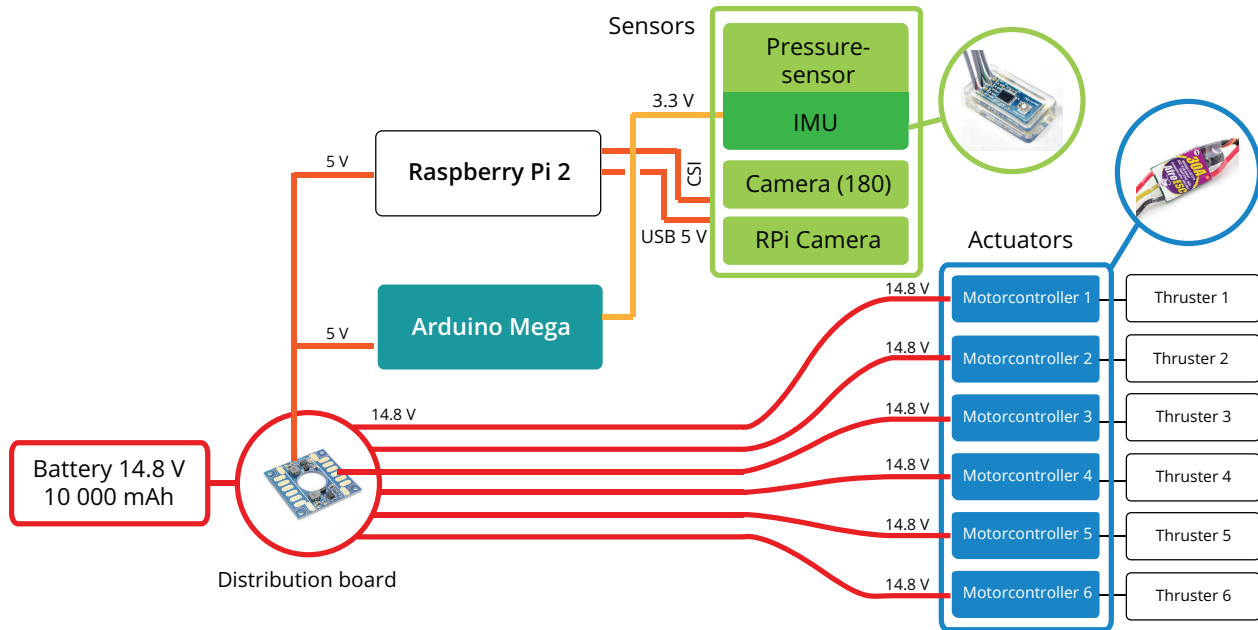 Sensors
Pressure-
sensor
IMU
Camera (180)
RPi Camera
3.3 V
5 V
Raspberry Pi 2
CSI
USB 5 V
5 V
Arduino Mega
30A
Afro ESC
Actuators
14.8 V
Motorcontroller 1
Thruster 1
14.8 V
Motorcontroller 2
Thruster 2
14.8 V
Motorcontroller 3
Thruster 3
14.8 V
Motorcontroller 4
Thruster 4
14.8 V
Motorcontroller 5
Thruster 5
14.8 V
Motorcontroller 6
Thruster 6
14.8 V
Battery 14.8 V
10 000 mAh
Distribution board